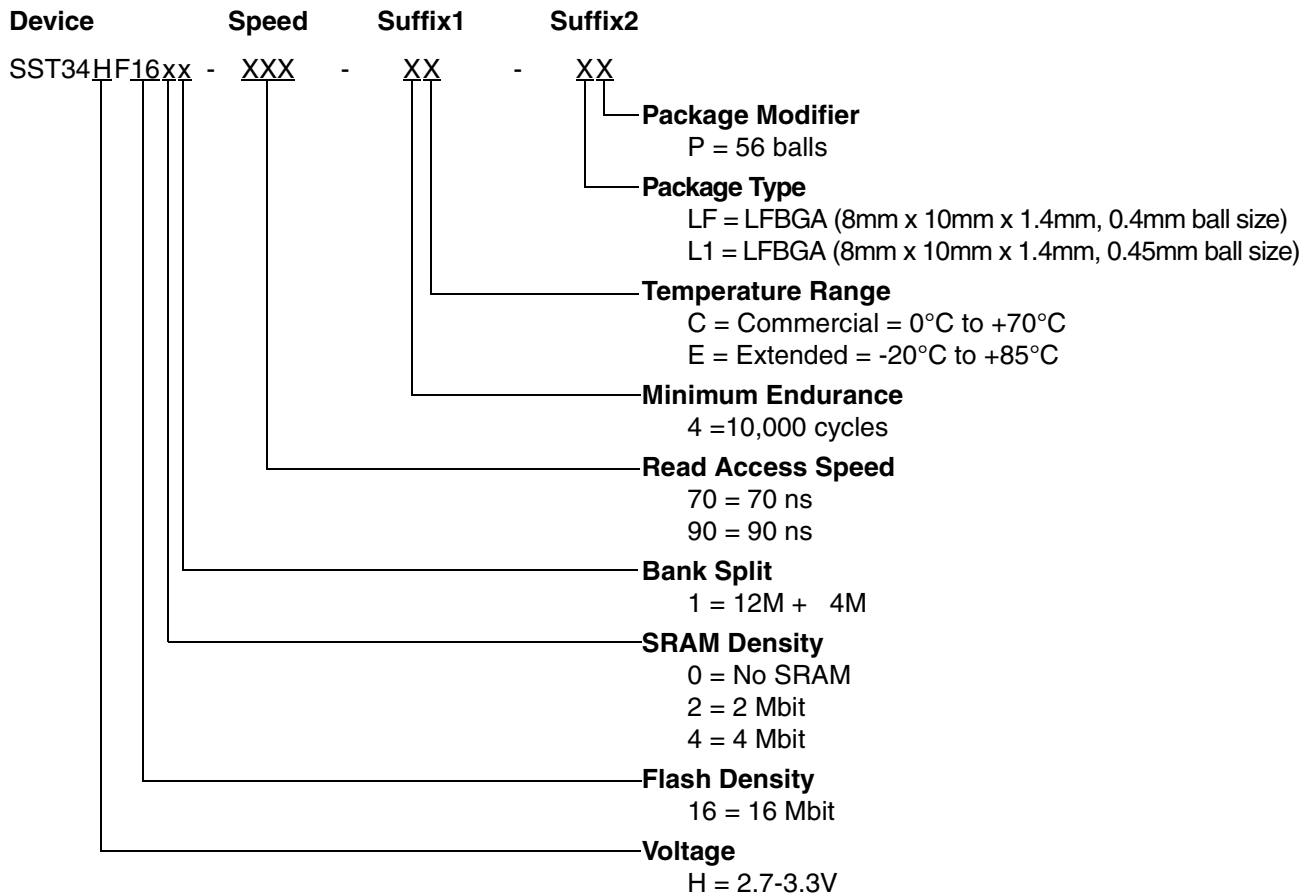 Device Speed Suffix1 Suffix2
SST34HF16xx - XXX - XX - XX
Package Modifier
P = 56 balls
Package Type
LF = LFBGA (8mm x 10mm x 1.4mm, 0.4mm ball size)
L1 = LFBGA (8mm x 10mm x 1.4mm, 0.45mm ball size)
Temperature Range
C = Commercial = 0°C to +70°C
E = Extended = -20°C to +85°C
Minimum Endurance
4 =10,000 cycles
Read Access Speed
70 = 70 ns
90 = 90 ns
Bank Split
1 = 12M + 4M
SRAM Density
0 = No SRAM
2 = 2 Mbit
4 = 4 Mbit
Flash Density
16 = 16 Mbit
Voltage
H = 2.7-3.3V